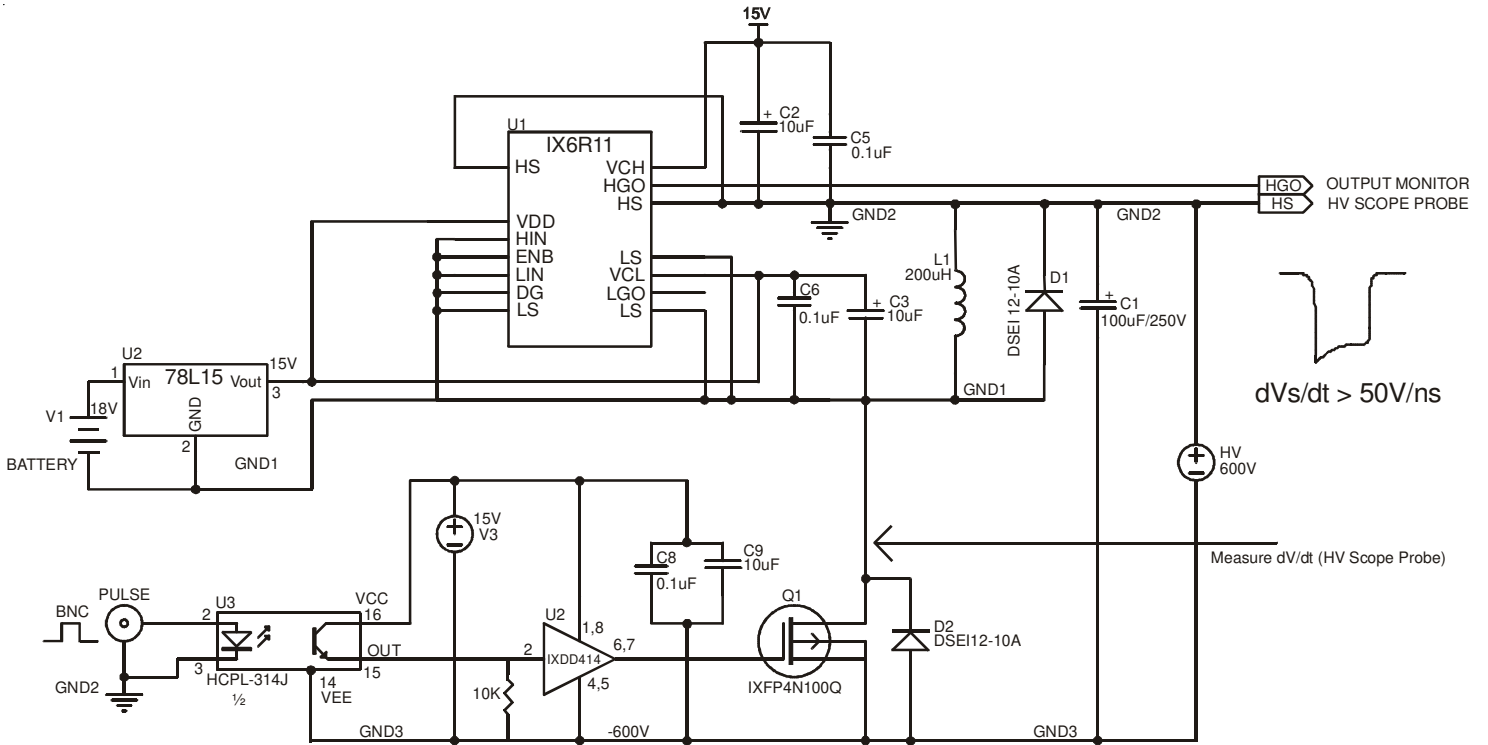 15V
+ C2
10uF
C5
0.1uF
U1
IX6R11
HS
VCH
HGO
HS
VDD
HIN
ENB
LIN
DG
LS
LS
VCL
LGO
LS
HGO OUTPUT MONITOR
HS HV SCOPE PROBE
GND2
GND2
L1
200uH
DSEI 12-10A
D1
+
C1
100uF/250V
C6
0.1uF
+ C3
10uF
dVs/dt > 50V/ns
U2
78L15
1
Vin
Vout
15V
3
GND
2
V1
18V
BATTERY
GND1
GND1
HV
600V
+
15V
V3
+
C8
0.1uF
C9
10uF
Measure dV/dt (HV Scope Probe)
BNC
PULSE
GND2
U3
2
3
VCC
16
OUT
15
HCPL-314J
½
14
VEE
10K
U2
2
IXDD414
1,8
6,7
4,5
Q1
IXFP4N100Q
D2
DSEI12-10A
GND3
-600V
GND3